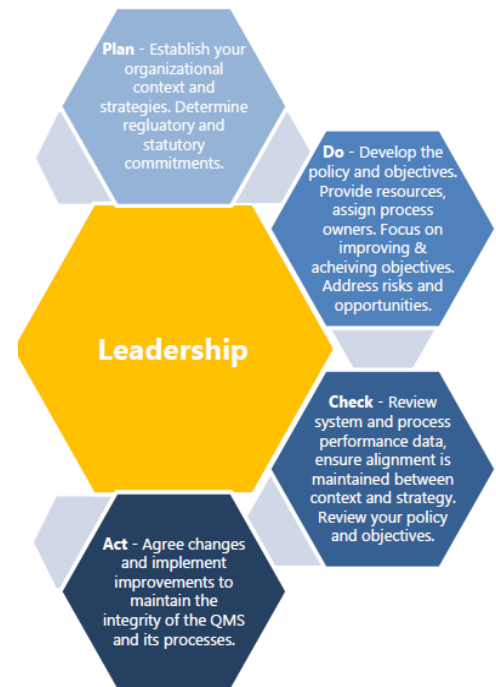 Plan - Establish your
organizational
context and
strategies. Determine
regluatory and
statutory
commitments.
Do - Develop the
policy and objectives.
Provide resources,
assign process
owners. Focus on
improving &
acheiving objectives.
Address risks and
opportunities.
Leadership
Check - Review
system and process
performance data,
ensure alignment is
maintained between
context and strategy.
Review your policy
and objectives.
Act - Agree changes
and implement
improvements to
maintain the
integrity of the QMS
and its processes.